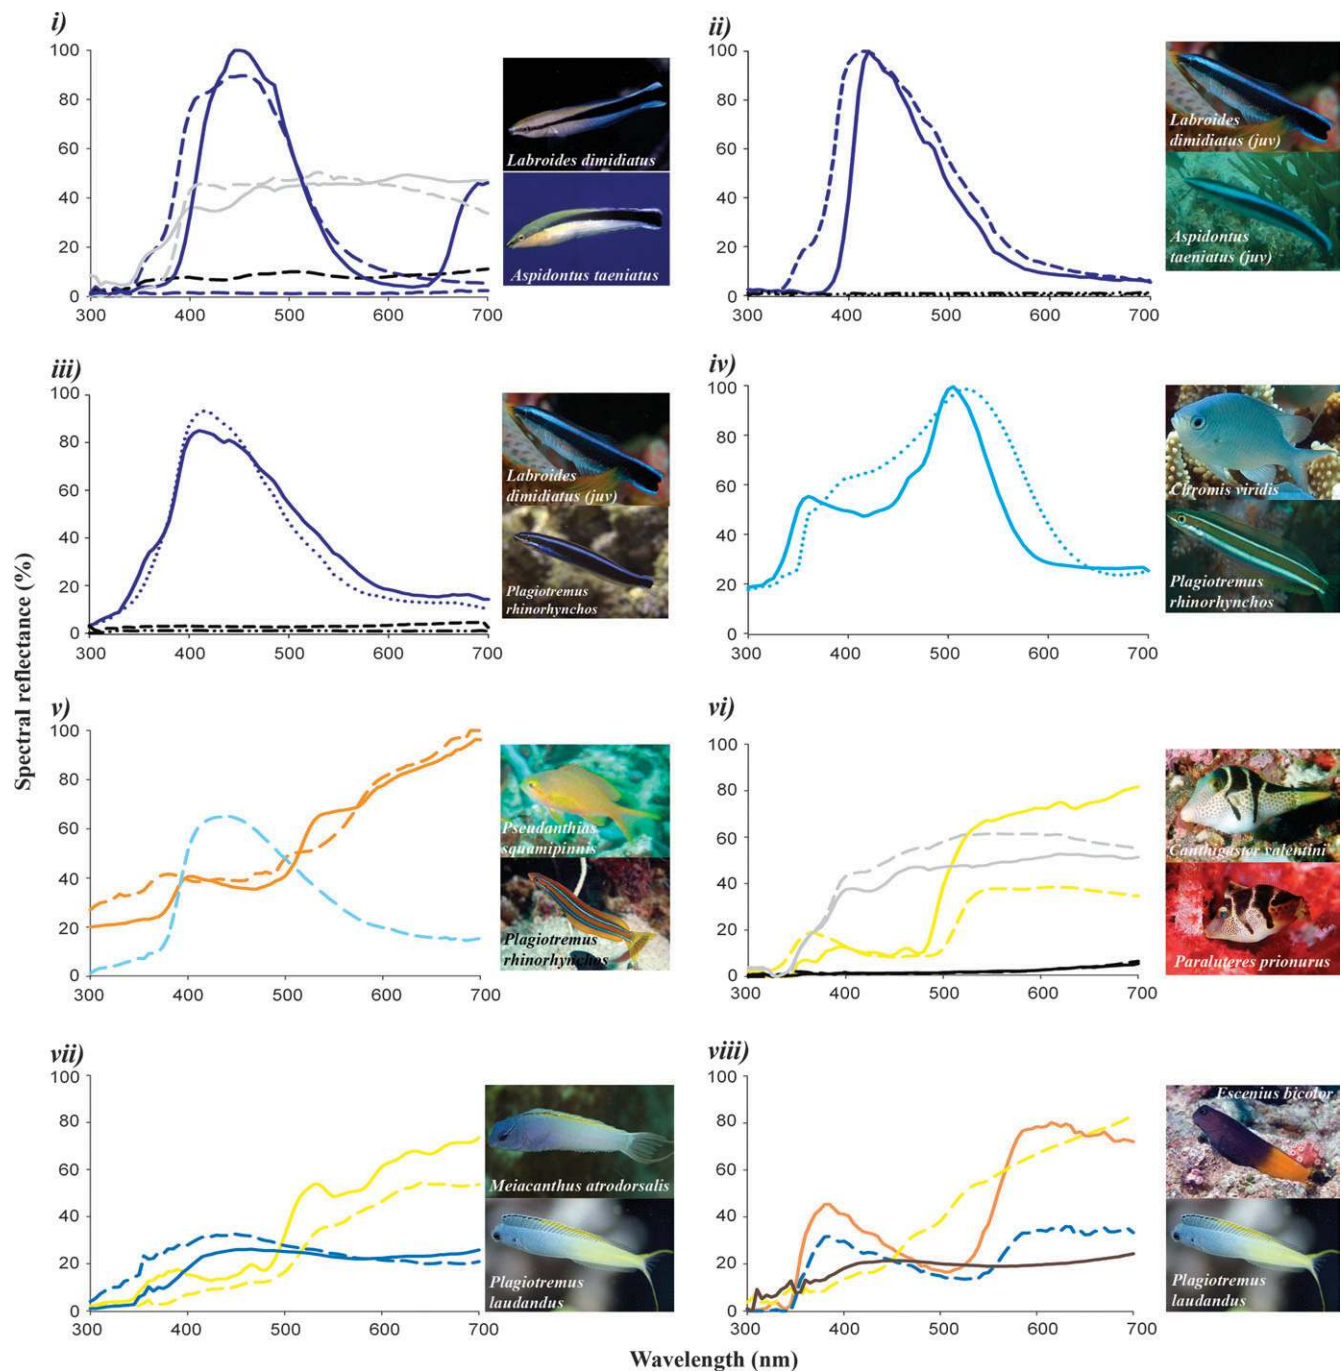 i)
100
80
60
40
20
0
300
400
500
600
700
Labroides dimidiatus
Aspidontus taeniatus
ii)
100
80
60
40
20
0
300
400
500
600
700
Labroides
dimidiatus (juv)
Aspidontus
taeniatus (juv)
iii)
100
80
60
40
20
0
300
400
500
600
700
Labroides
dimidiatus (juv)
Plagiotremus
rhinorhynchos
iv)
100
80
60
40
20
0
300
400
500
600
700
Chromis viridis
Plagiotremus
rhinorhynchos
Spectral reflectance (%)
v)
100
80
60
40
20
0
300
400
500
600
700
Pseudanthias
squamipinnis
Plagiotremus
rhinorhynchos
vi)
100
80
60
40
20
0
300
400
500
600
700
Canthigaster valentini
Paraluteres prionurus
vii)
100
80
60
40
20
0
300
400
500
600
700
Meiacanthus atrodorsalis
Plagiotremus
laudandus
viii)
100
80
60
40
20
0
300
400
500
600
700
Escenius bicolor
Plagiotremus
laudandus
Wavelength (nm)